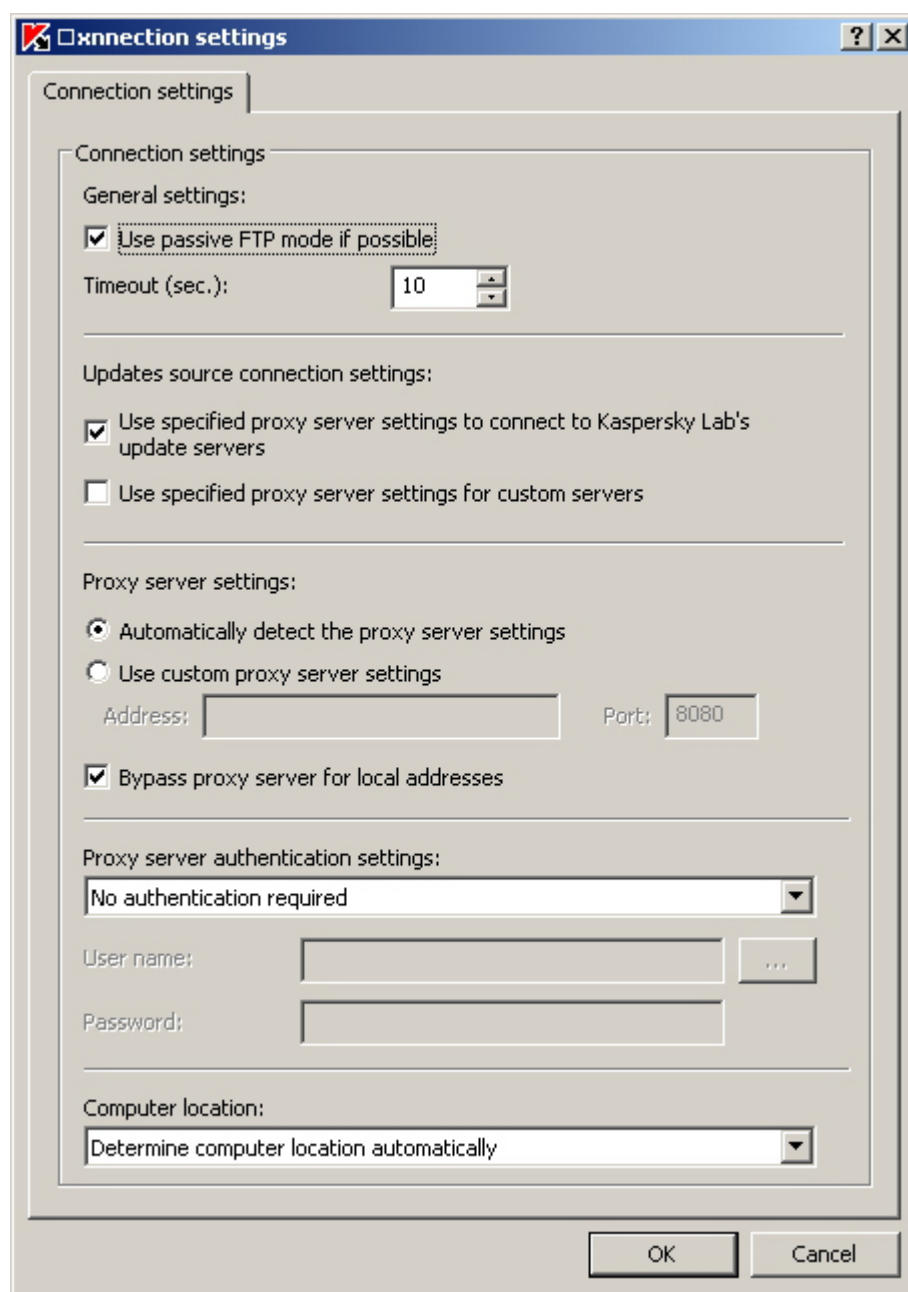 □xnnection settings
Connection settings
Connection settings
General settings:
Use passive FTP mode if possible
Timeout (sec.): 10
Updates source connection settings:
Use specified proxy server settings to connect to Kaspersky Lab's
update servers
Use specified proxy server settings for custom servers
Proxy server settings:
Automatically detect the proxy server settings
Use custom proxy server settings
Address: Port: 8080
Bypass proxy server for local addresses
Proxy server authentication settings:
No authentication required
User name: ...
Password:
Computer location:
Determine computer location automatically
OK Cancel